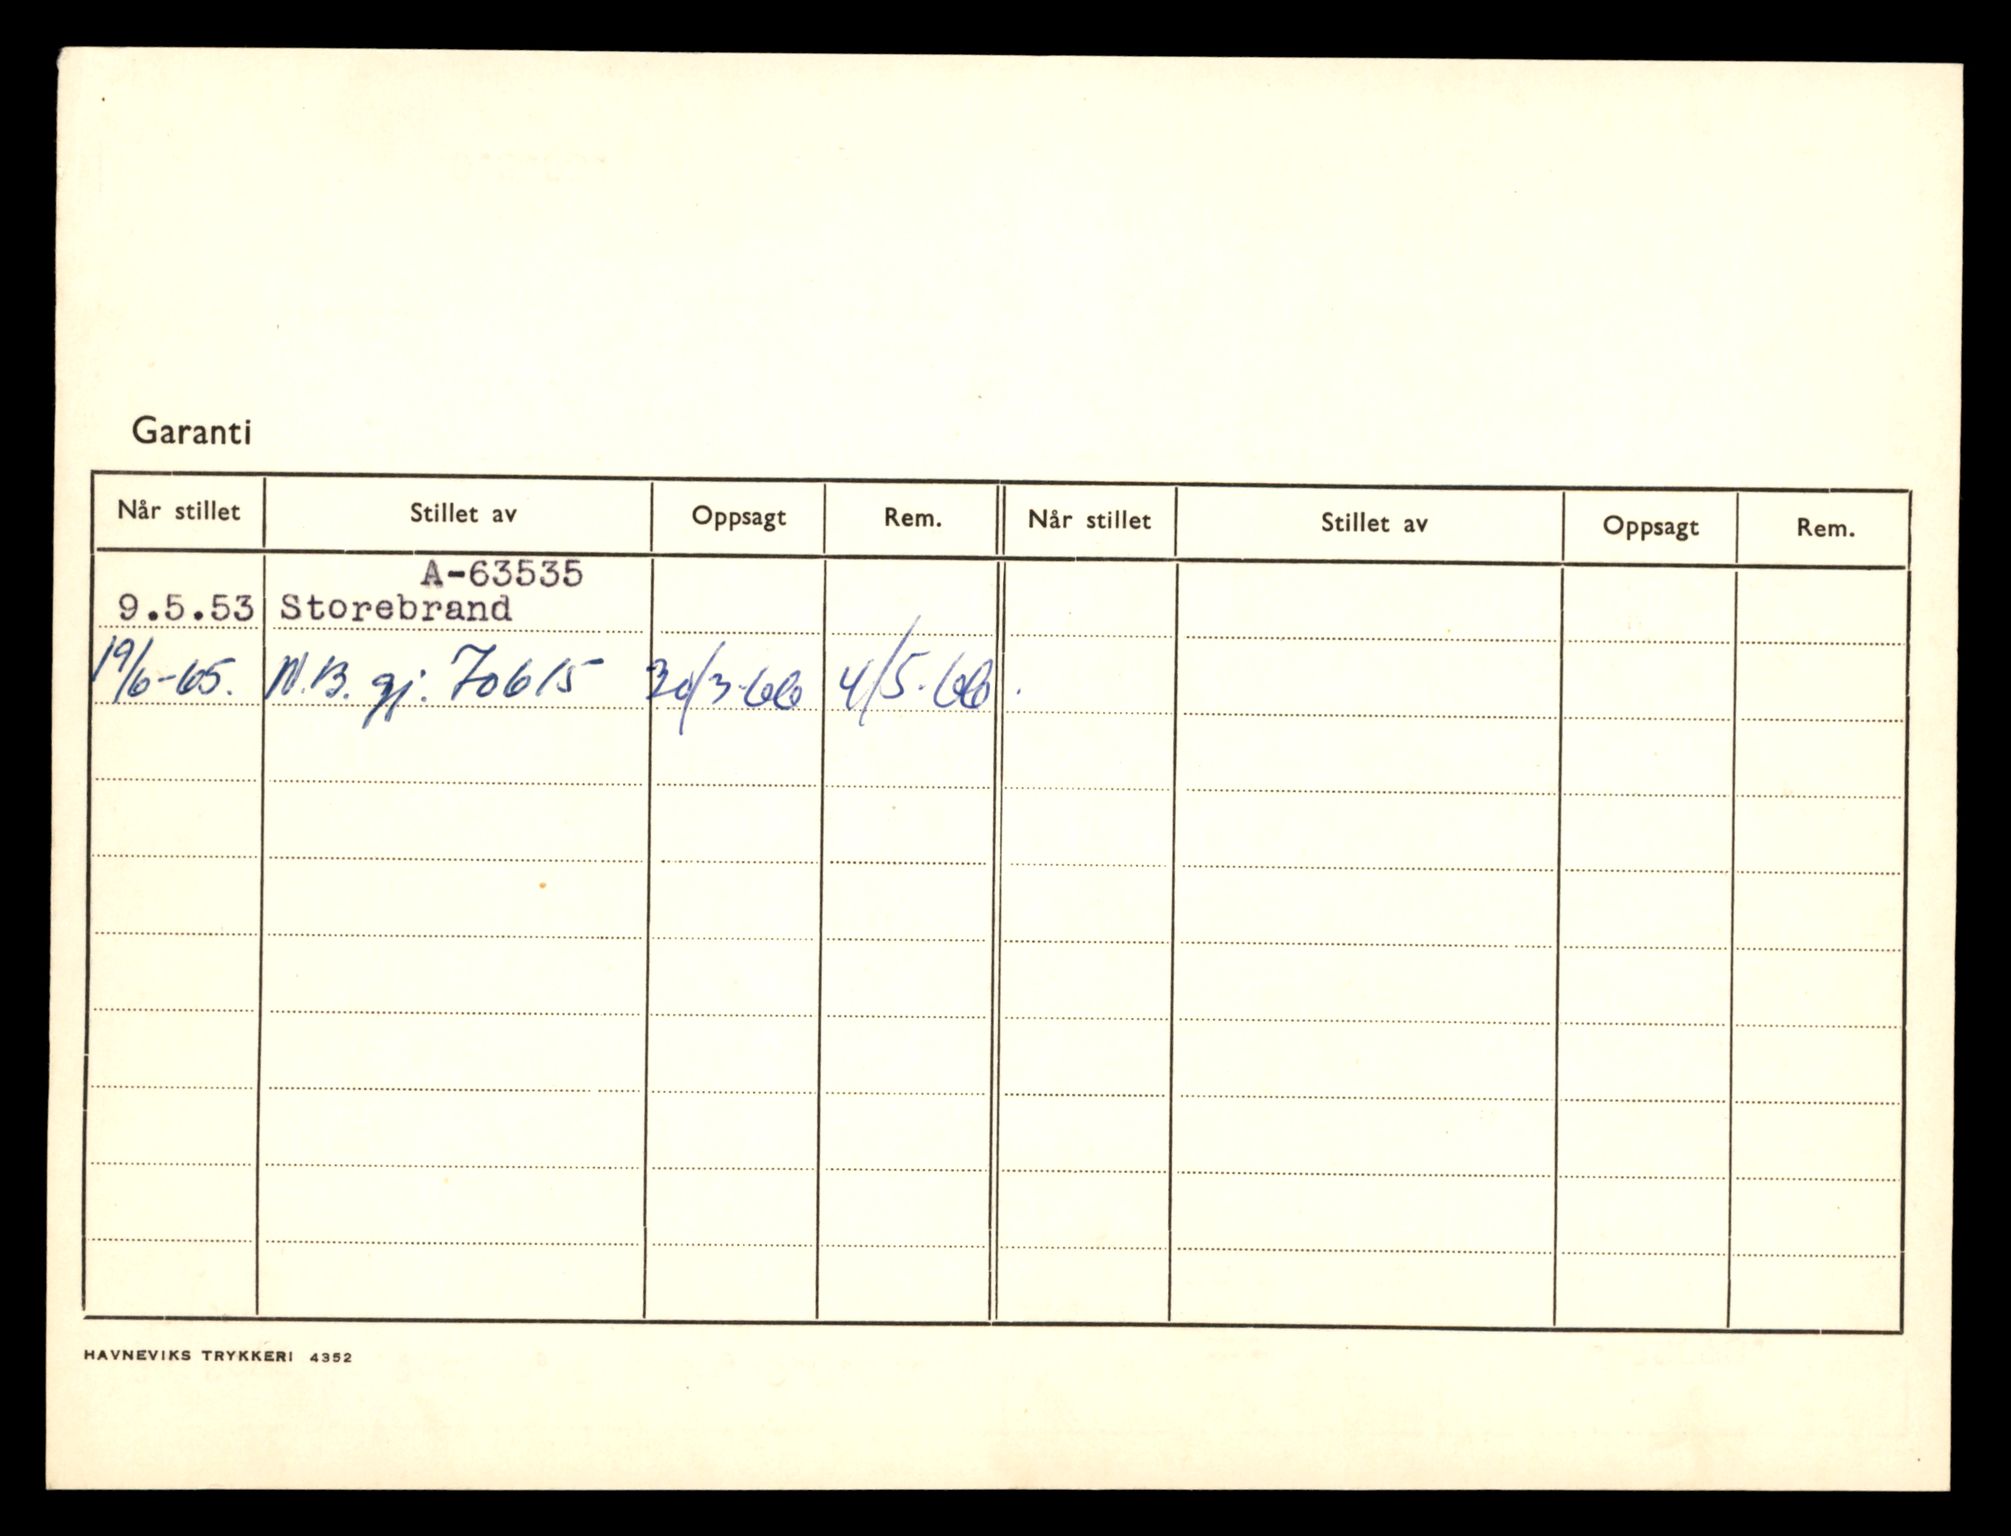 Garanti
Når stillet Stillet av Oppsagt Rem. Når stillet Stillet av Oppsagt Rem.
A-63535
9.5.53 Storebrand
19/6-65. N.B. gj. 70615 30/3-66 4/5-66.
HAVNEVIKS TRYKKERI 4352